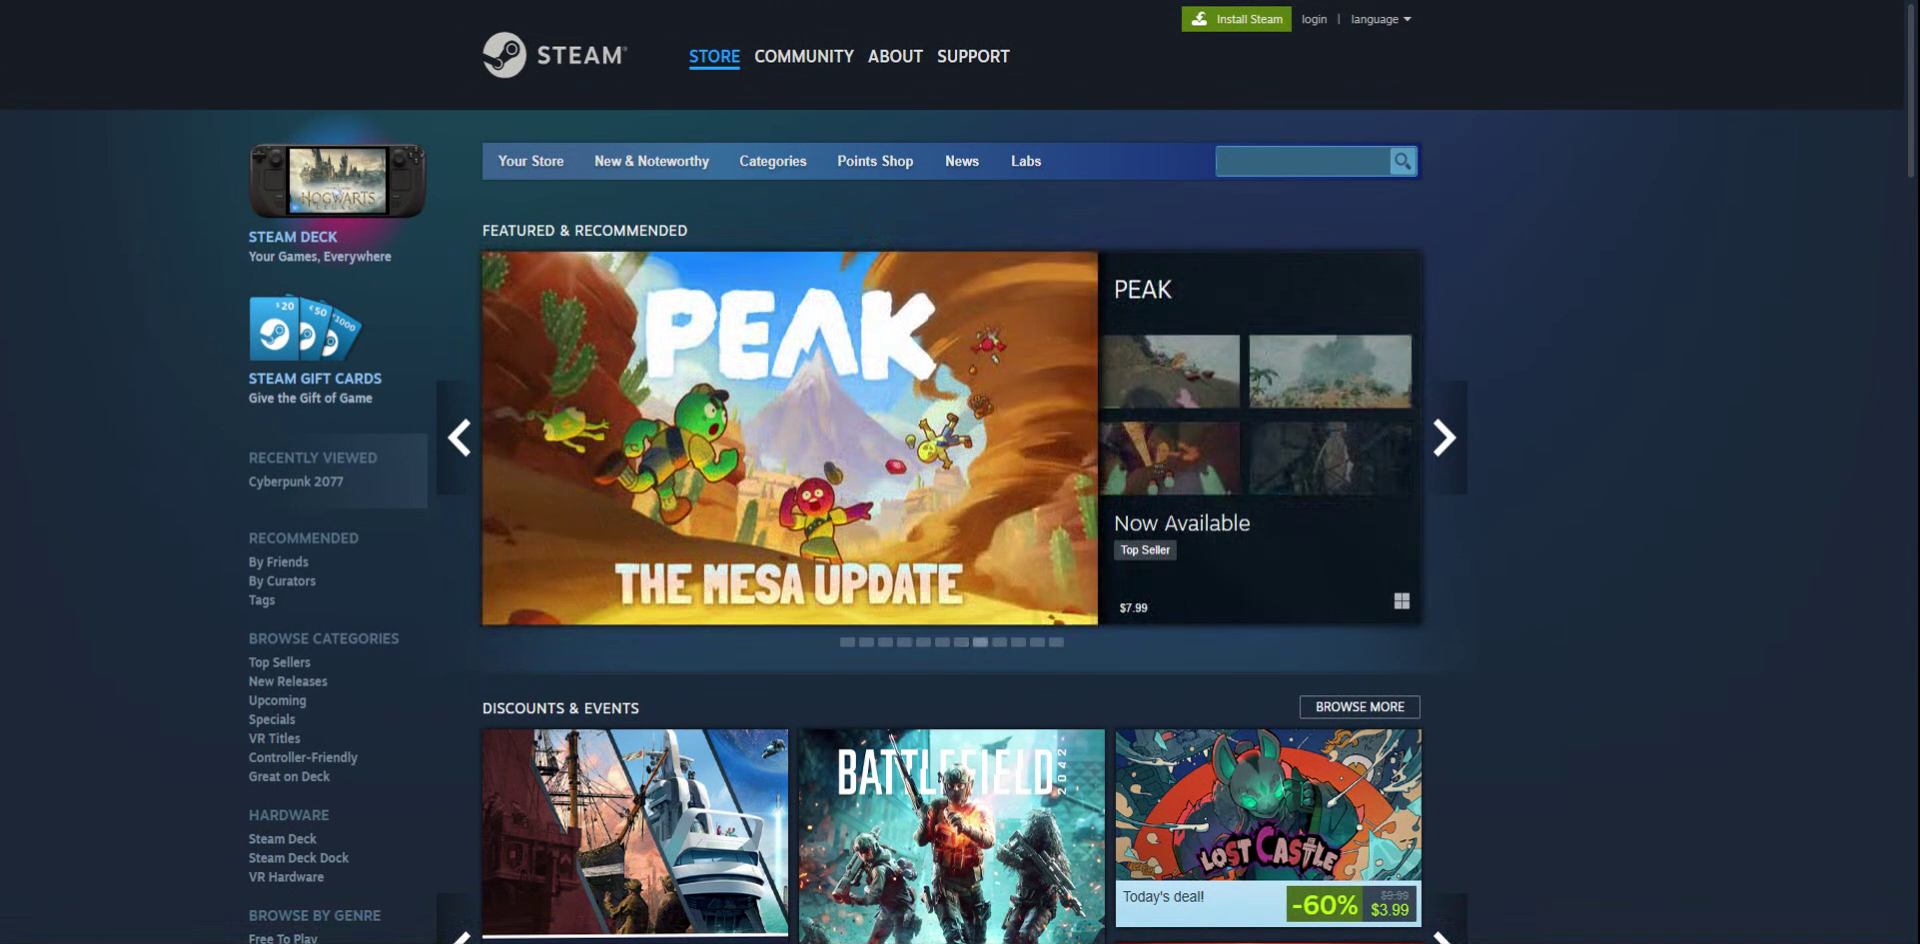 Install Steam login | language
STEAM®
STORE COMMUNITY ABOUT SUPPORT
Your Store New & Noteworthy Categories Points Shop News Labs
HOGWARTS
STEAM DECK
Your Games, Everywhere
$20 €50 ¥1000
STEAM GIFT CARDS
Give the Gift of Game
RECENTLY VIEWED
Cyberpunk 2077
RECOMMENDED
By Friends
By Curators
Tags
BROWSE CATEGORIES
Top Sellers
New Releases
Upcoming
Specials
VR Titles
Controller-Friendly
Great on Deck
HARDWARE
Steam Deck
Steam Deck Dock
VR Hardware
BROWSE BY GENRE
Free To Play
FEATURED & RECOMMENDED
PEAK
THE MESA UPDATE
PEAK
Now Available
Top Seller
$7.99
DISCOUNTS & EVENTS
BROWSE MORE
BATTLEFIELD 2042
LOST CASTLE
Today's deal!
-60%
$9.99
$3.99